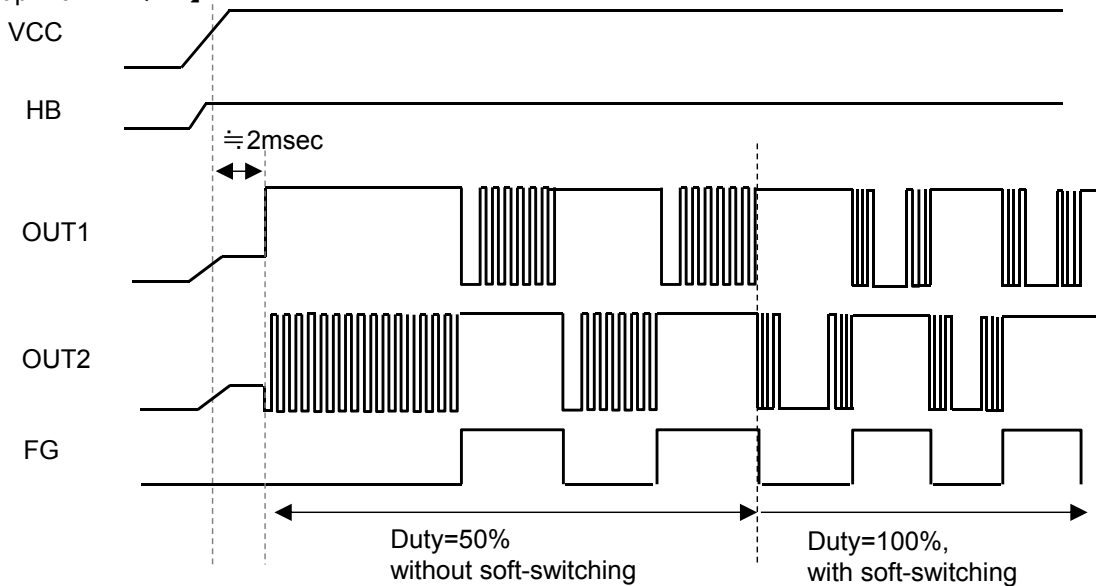 VCC
HB
≒2msec
OUT1
OUT2
FG
Duty=50%
without soft-switching
Duty=100%,
with soft-switching